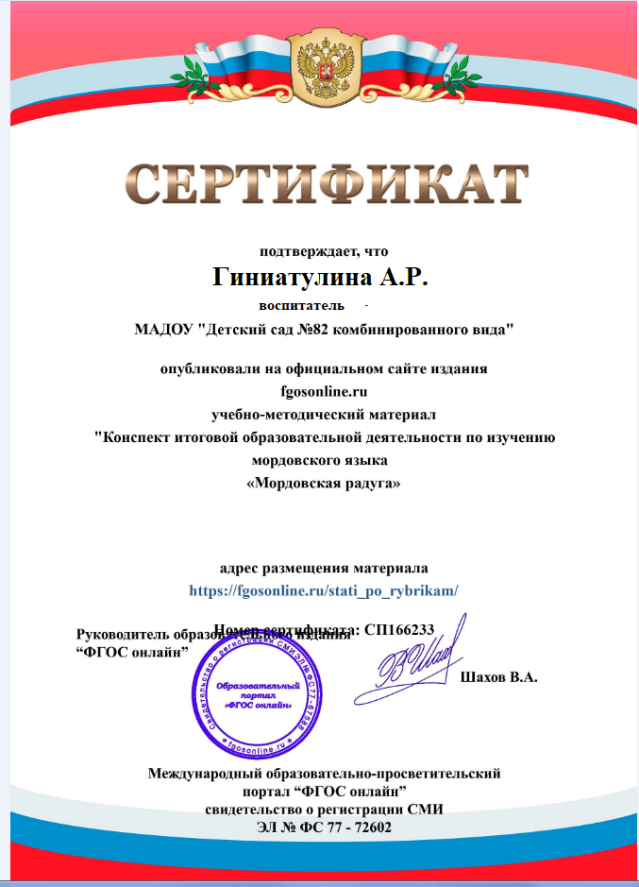 СЕРТИФИКАТ
подтверждает, что
Гиниатулина А.Р.
воспитатель -
МАДОУ "Детский сад №82 комбинированного вида"
опубликовали на официальном сайте издания
fgosonline.ru
учебно-методический материал
"Конспект итоговой образовательной деятельности по изучению
мордовского языка
«Мордовская радуга»
адрес размещения материала
https://fgosonline.ru/stati_po_rybrikam/
Номер сертификата: СП166233
Руководитель образовательного издания
“ФГОС онлайн”
Свидетельство о регистрации СМИ ЭЛ № ФС 77-67588
Образовательный
портал
«ФГОС онлайн»
* fgosonline.ru *
Шахов В.А.
Международный образовательно-просветительский
портал “ФГОС онлайн”
свидетельство о регистрации СМИ
ЭЛ № ФС 77 - 72602